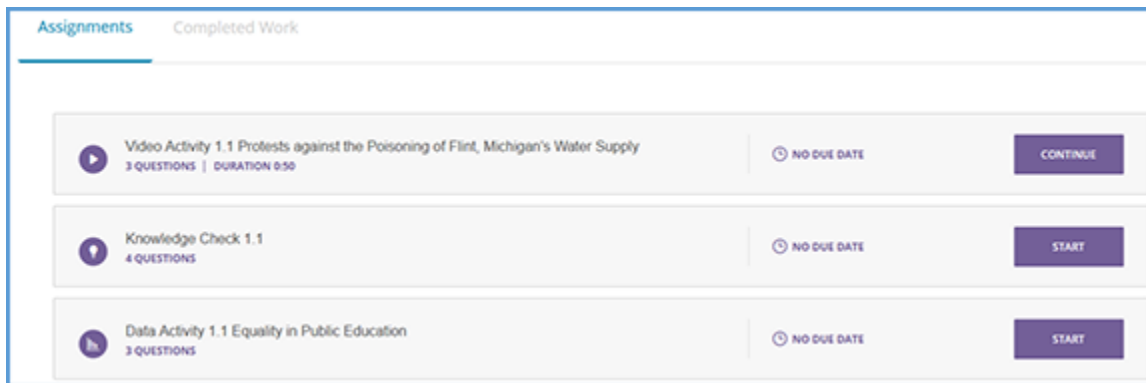 Assignments
Completed Work
Video Activity 1.1 Protests against the Poisoning of Flint, Michigan's Water Supply
3 QUESTIONS | DURATION 0:50
NO DUE DATE
CONTINUE
Knowledge Check 1.1
4 QUESTIONS
NO DUE DATE
START
Data Activity 1.1 Equality in Public Education
3 QUESTIONS
NO DUE DATE
START